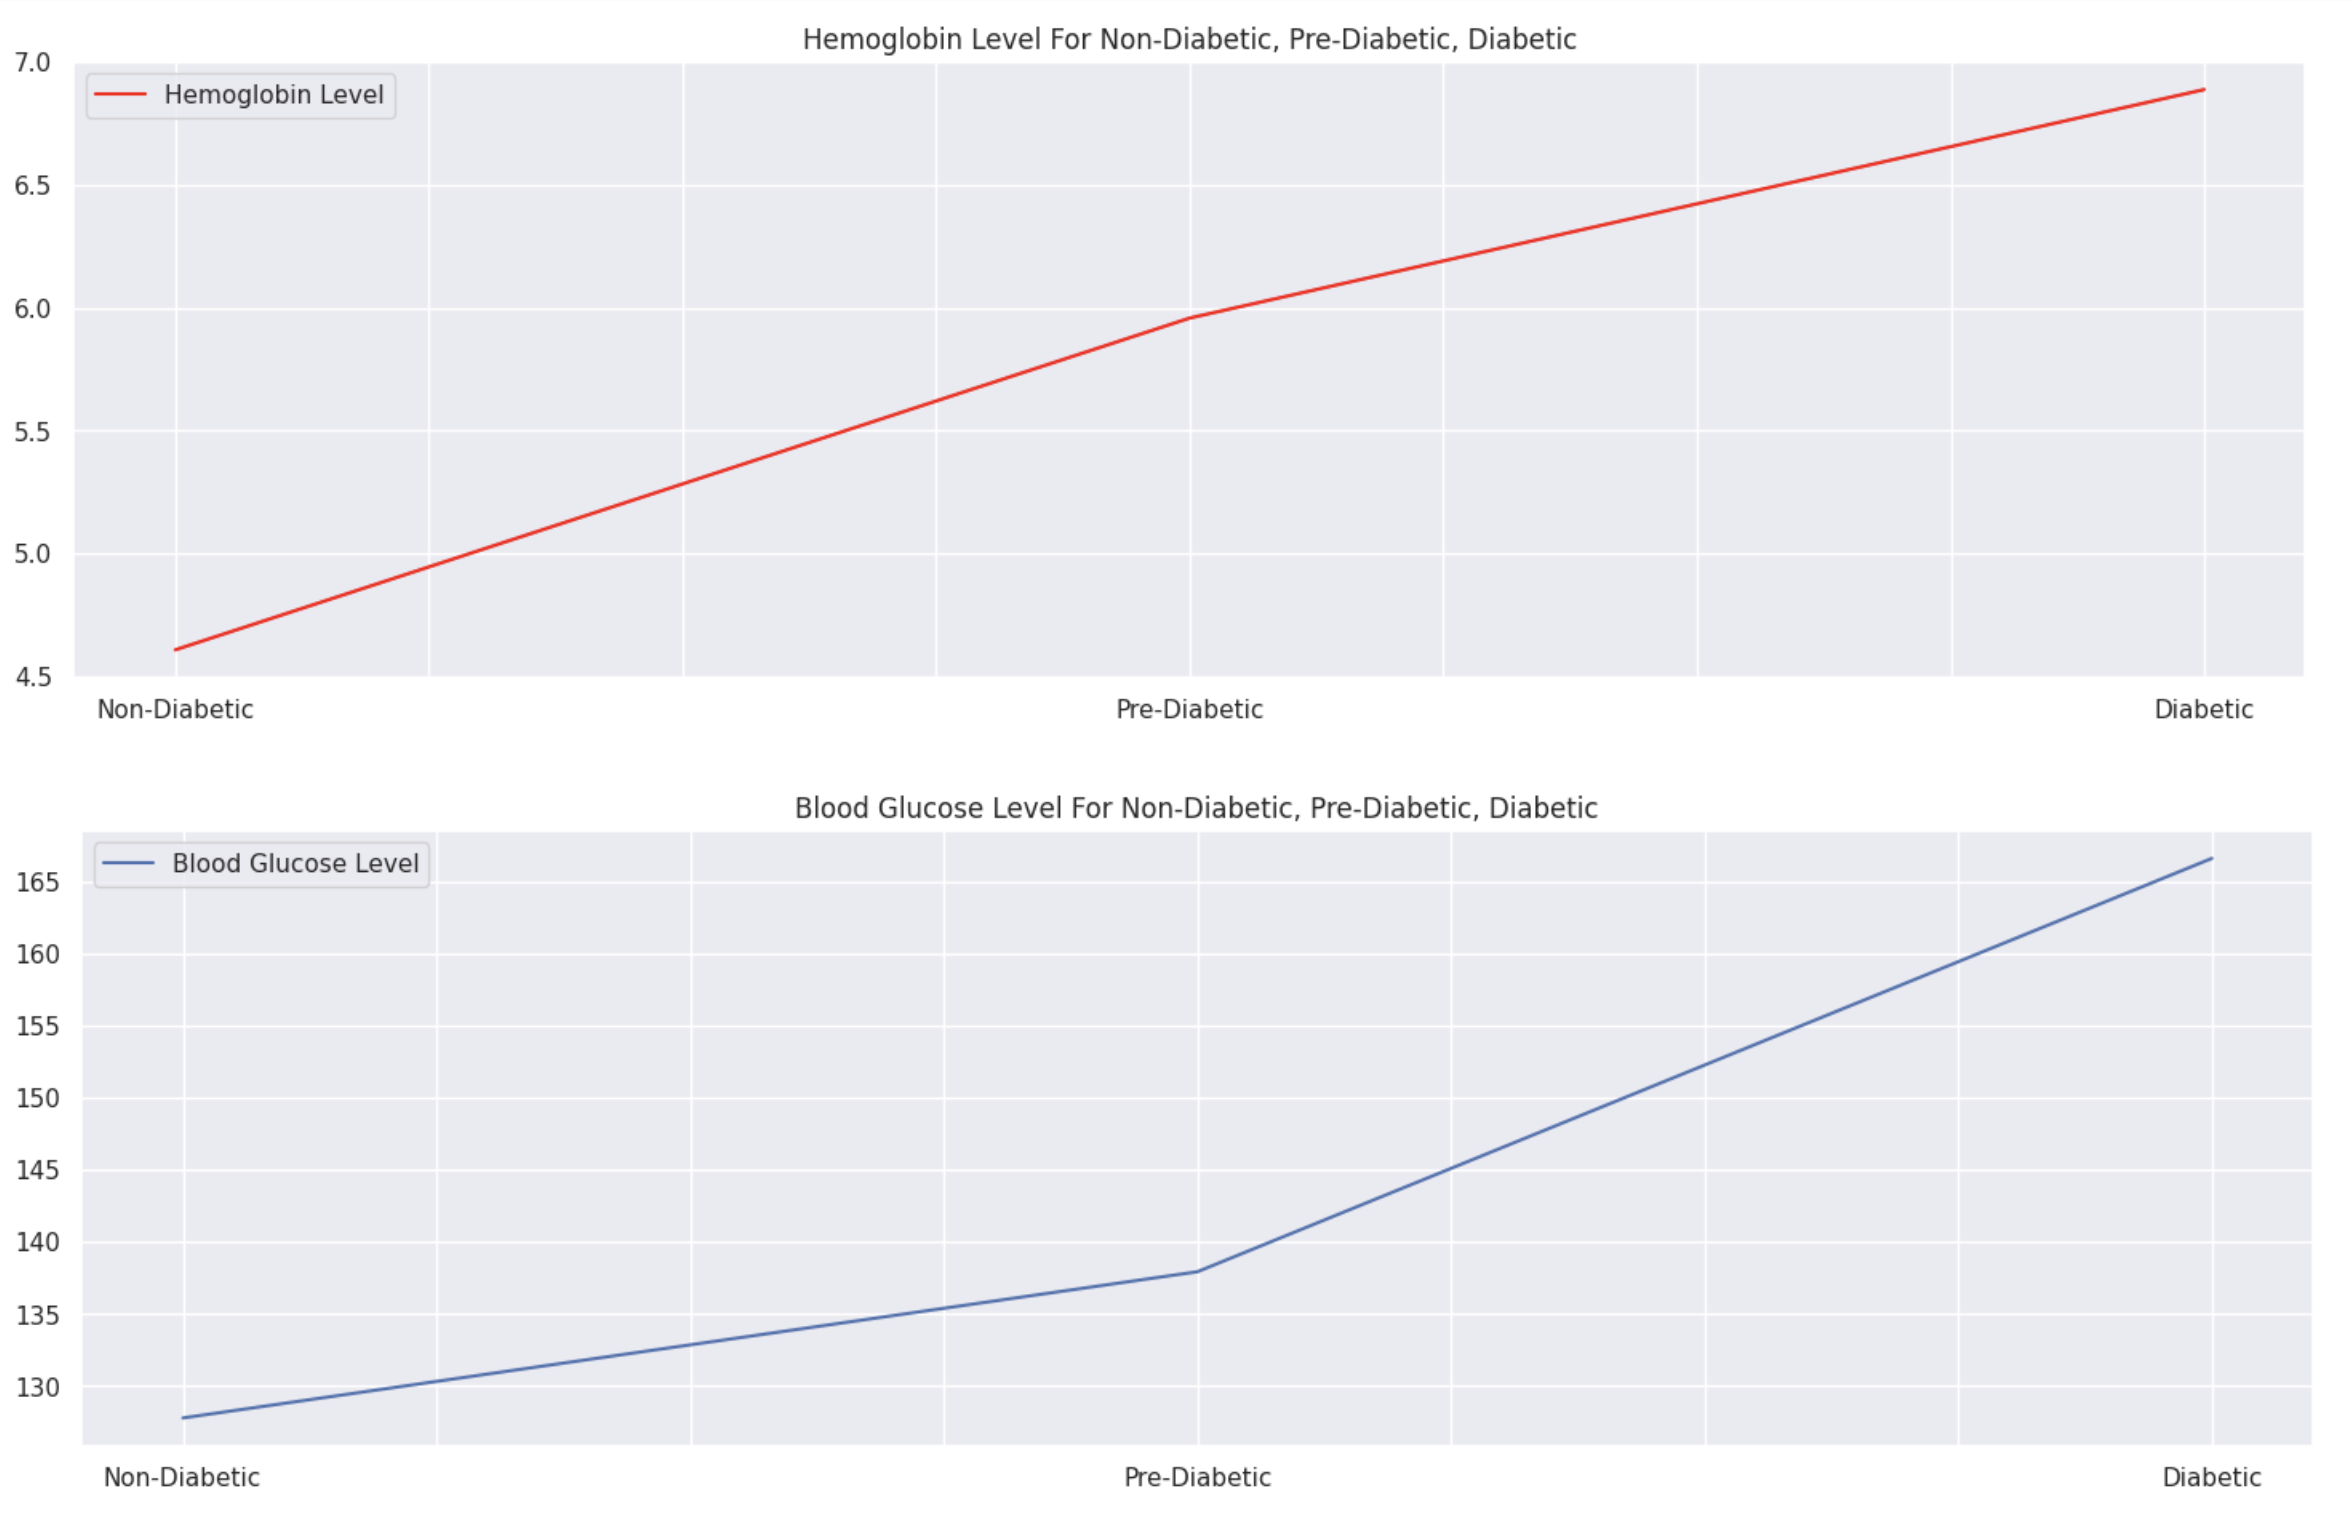 Hemoglobin Level For Non-Diabetic, Pre-Diabetic, Diabetic
7.0
Hemoglobin Level
6.5
6.0
5.5
5.0
4.5
Non-Diabetic Pre-Diabetic Diabetic
Blood Glucose Level For Non-Diabetic, Pre-Diabetic, Diabetic
Blood Glucose Level
165
160
155
150
145
140
135
130
Non-Diabetic Pre-Diabetic Diabetic